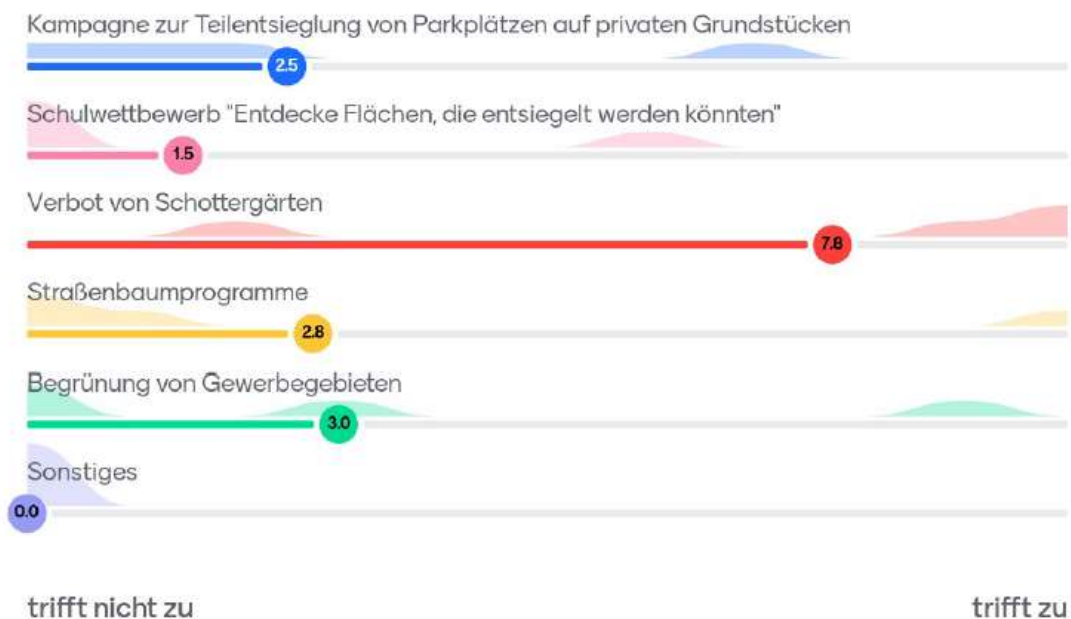 Kampagne zur Teilentsieglung von Parkplätzen auf privaten Grundstücken
2.5
Schulwettbewerb "Entdecke Flächen, die entsiegelt werden könnten"
1.5
Verbot von Schottergärten
7.8
Straßenbaumprogramme
2.8
Begrünung von Gewerbegebieten
3.0
Sonstiges
0.0
trifft nicht zu
trifft zu